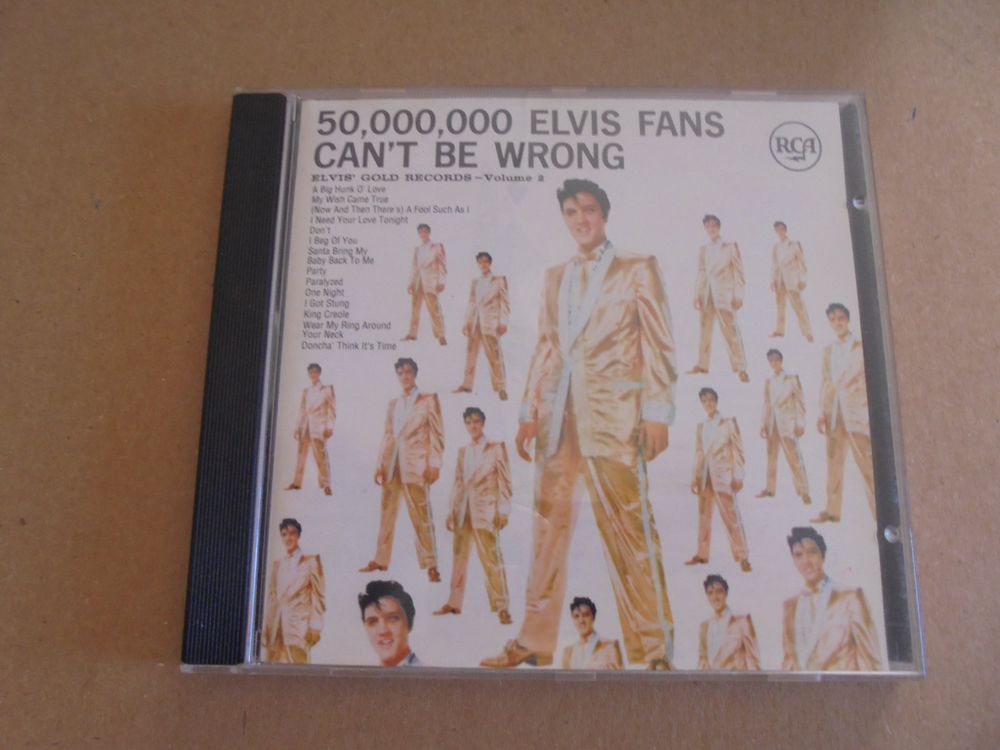 50,000,000 ELVIS FANS
CAN'T BE WRONG
RCA
ELVIS' GOLD RECORDS—Volume 2
A Big Hunk O' Love
My Wish Came True
(Now And Then There's) A Fool Such As I
I Need Your Love Tonight
Don't
I Beg Of You
Santa Bring My
Baby Back To Me
Party
Paralyzed
One Night
I Got Stung
King Creole
Wear My Ring Around
Your Neck
Doncha' Think It's Time